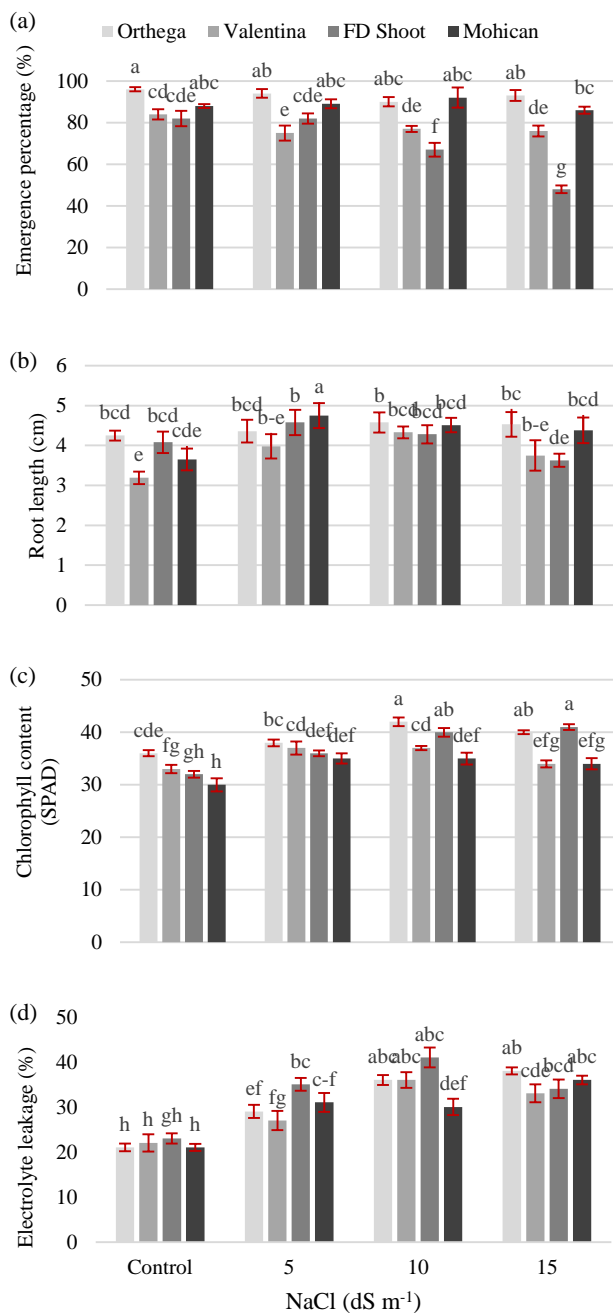 (a)
Orthega Valentina FD Shoot Mohican
Emergence percentage (%)
100
80
60
40
20
0
a cd cde abc ab e cde abc abc de f abc ab de g bc
(b)
Root length (cm)
6
5
4
3
2
1
0
bcd e bcd cde bcd b-e b a b bcd bcd bcd bc b-e de bcd
(c)
Chlorophyll content
(SPAD)
50
40
30
20
10
0
cde fg gh h bc cd def def a cd ab def ab efg a efg
(d)
Electrolyte leakage (%)
50
40
30
20
10
0
h h gh h ef fg bc c-f abc abc abc def ab cde bcd abc
Control 5 10 15
NaCl (dS m⁻¹)